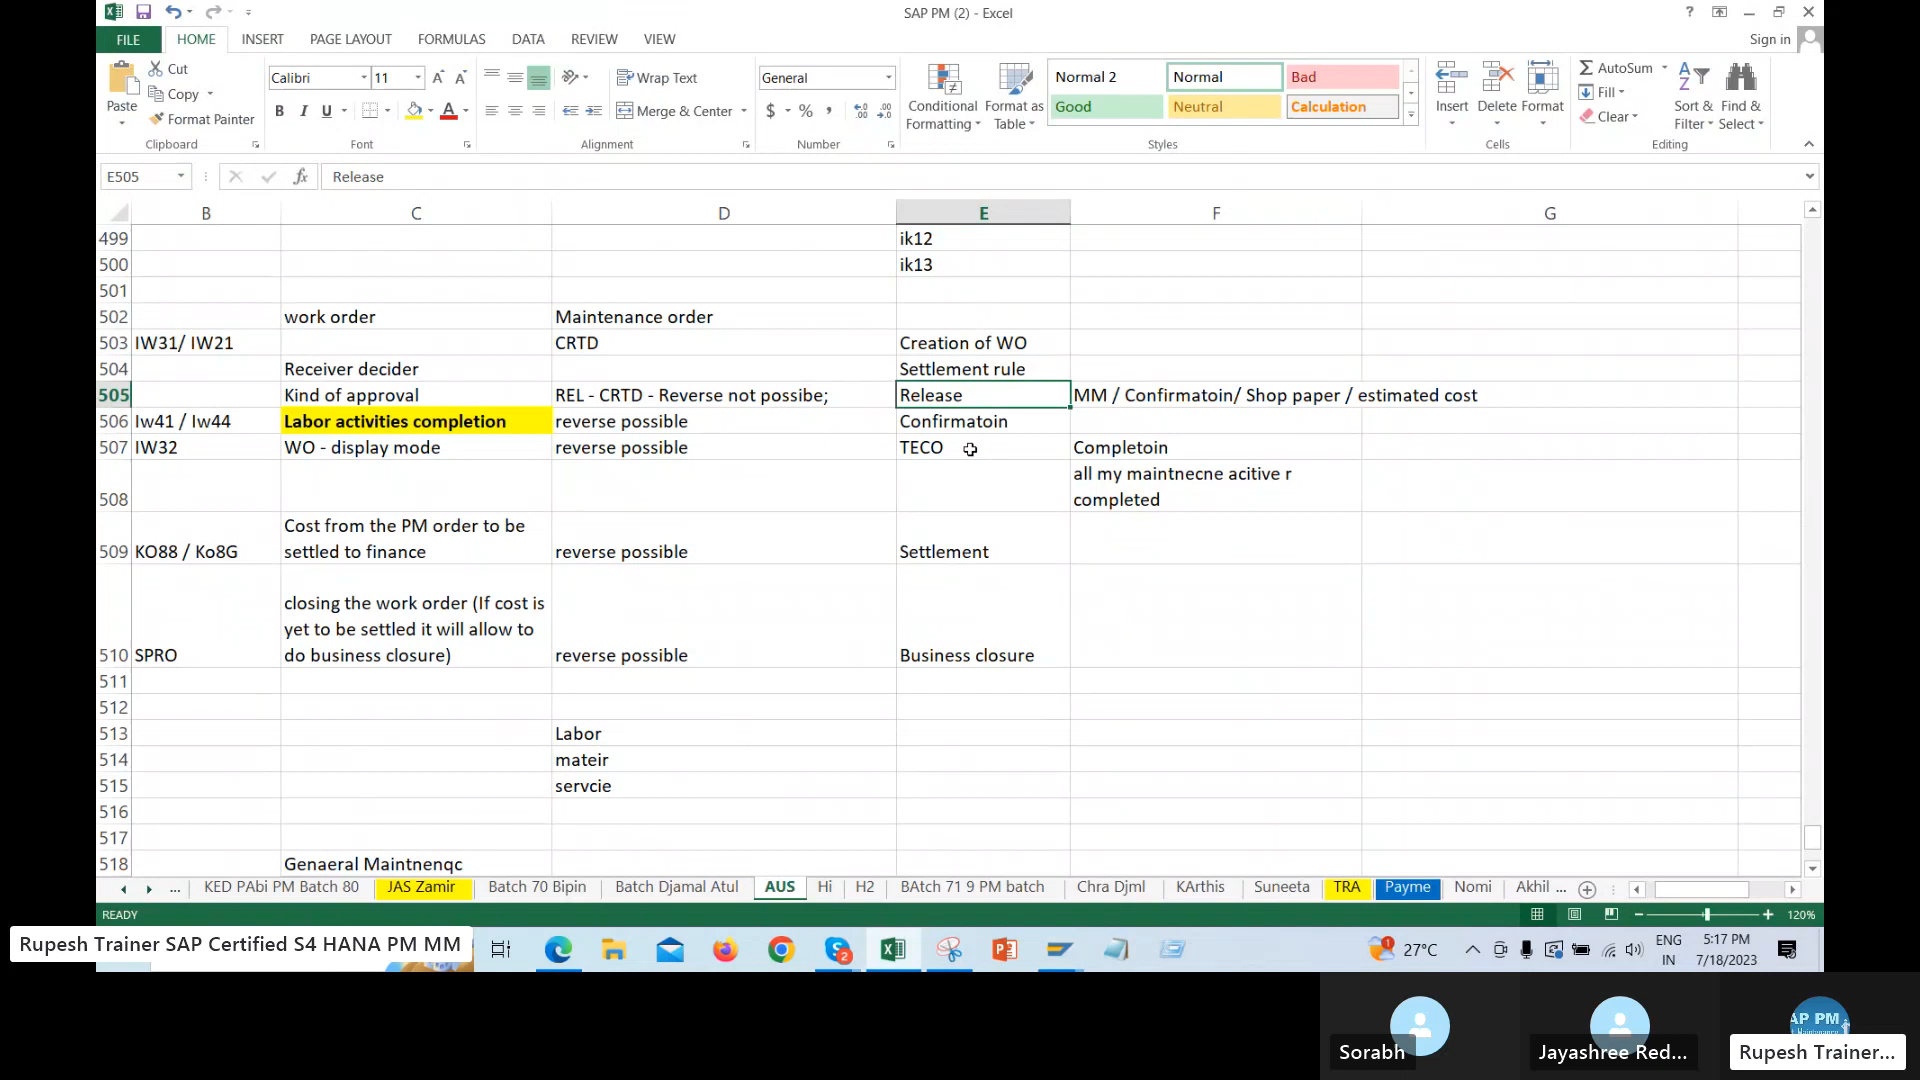 SAP PM (2) - Excel
? 
Sign in
FILE HOME INSERT PAGE LAYOUT FORMULAS DATA REVIEW VIEW
Paste
Cut
Copy
Format Painter
Clipboard
Calibri 11
B I U
Font
Wrap Text
Merge & Center
Alignment
General
$ % ,
Number
Conditional Formatting
Format as Table
Normal 2 Normal Bad
Good Neutral Calculation
Styles
Insert Delete Format
Cells
AutoSum
Fill
Clear
Sort & Filter
Find & Select
Editing
E505 fx Release
B C D E F G
499 ik12
500 ik13
501
502 work order Maintenance order
503 IW31/ IW21 CRTD Creation of WO
504 Receiver decider Settlement rule
505 Kind of approval REL - CRTD - Reverse not possibe; Release MM / Confirmatoin/ Shop paper / estimated cost
506 Iw41 / Iw44 Labor activities completion reverse possible Confirmatoin
507 IW32 WO - display mode reverse possible TECO Completoin
all my maintnecne acitive r
508 completed
Cost from the PM order to be
509 KO88 / Ko8G settled to finance reverse possible Settlement
closing the work order (If cost is
yet to be settled it will allow to
510 SPRO do business closure) reverse possible Business closure
511
512
513 Labor
514 mateir
515 servcie
516
517
518 Genaeral Maintnenqc
... KED PAbi PM Batch 80 JAS Zamir Batch 70 Bipin Batch Djamal Atul AUS Hi H2 BAtch 71 9 PM batch Chra Djml KArthis Suneeta TRA Payme Nomi Akhil ...
READY 120%
Rupesh Trainer SAP Certified S4 HANA PM MM
2
1
27°C
ENG
IN
5:17 PM
7/18/2023
AP PM
Sorabh
Jayashree Red...
Rupesh Trainer...